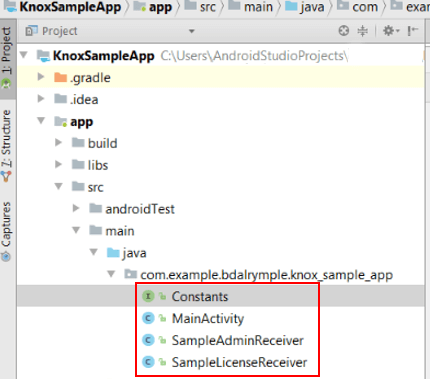 KnoxSampleApp app src main java com exa
Project
KnoxSampleApp C:\Users\AndroidStudioProjects\
.gradle
.idea
app
build
libs
src
androidTest
main
java
com.example.bdalrymple.knox_sample_app
I Constants
C MainActivity
C SampleAdminReceiver
C SampleLicenseReceiver
1: Project
7: Structure
Captures